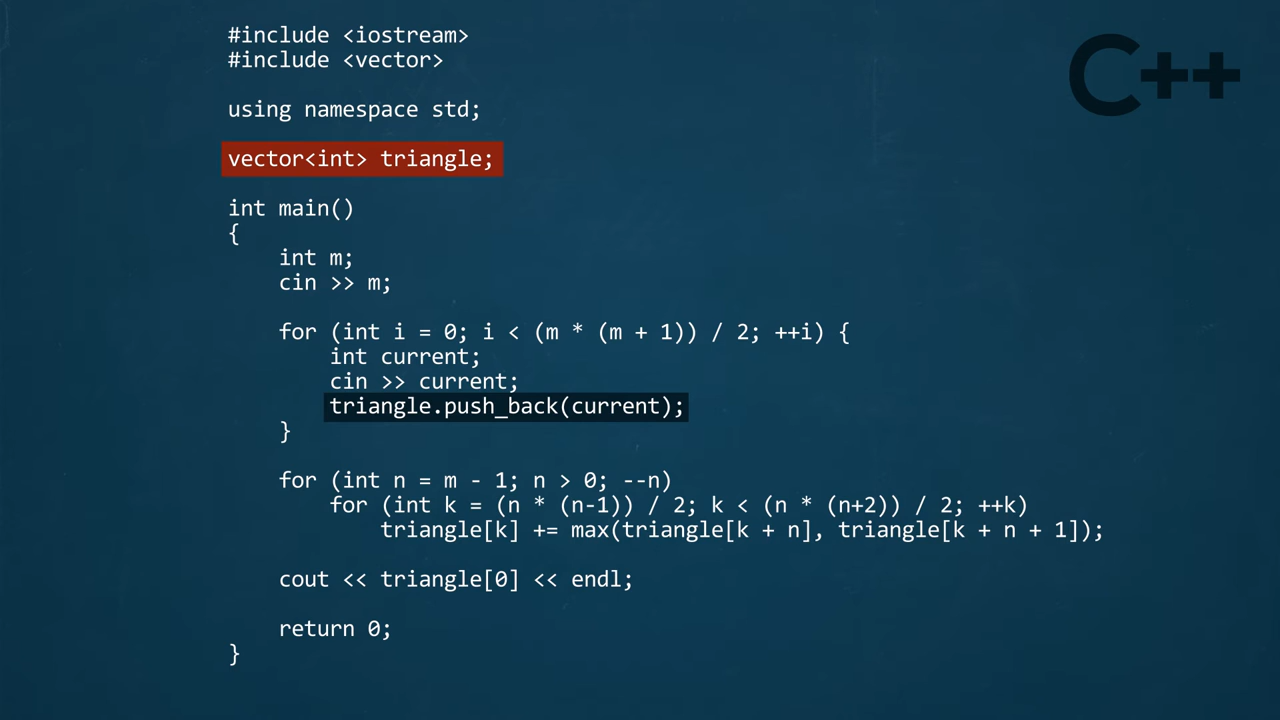 C++
#include <iostream>
#include <vector>
using namespace std;
vector<int> triangle;
int main()
{
    int m;
    cin >> m;
    for (int i = 0; i < (m * (m + 1)) / 2; ++i) {
        int current;
        cin >> current;
        triangle.push_back(current);
    }
    for (int n = m - 1; n > 0; --n)
        for (int k = (n * (n-1)) / 2; k < (n * (n+2)) / 2; ++k)
            triangle[k] += max(triangle[k + n], triangle[k + n + 1]);
    cout << triangle[0] << endl;
    return 0;
}